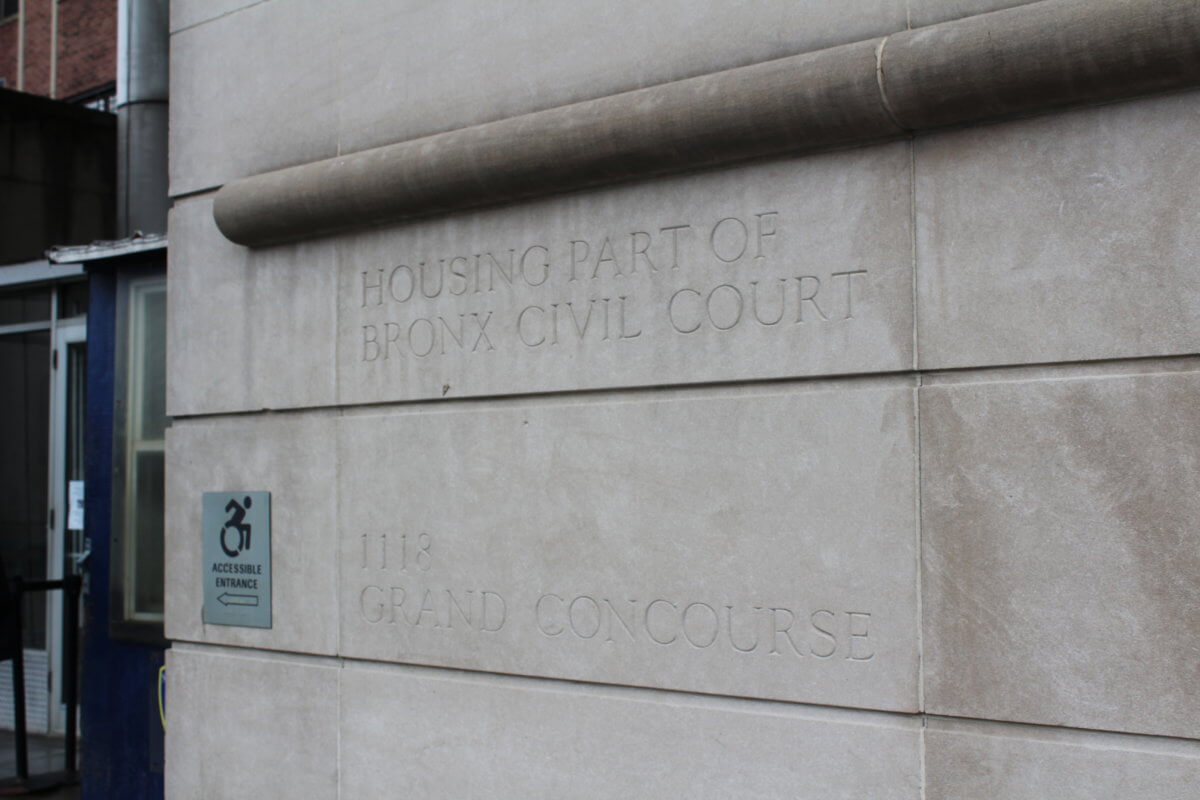 HOUSING PART OF
BRONX CIVIL COURT
1118
GRAND CONCOURSE
ACCESSIBLE
ENTRANCE